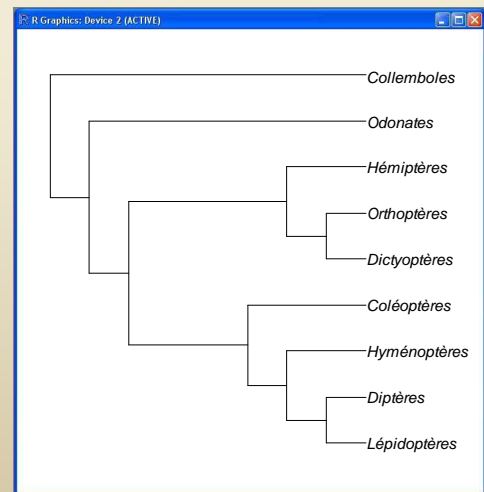 R Graphics: Device 2 (ACTIVE)
Collemboles
Odonates
Hémiptères
Orthoptères
Dictyoptères
Coléoptères
Hyménoptères
Diptères
Lépidoptères